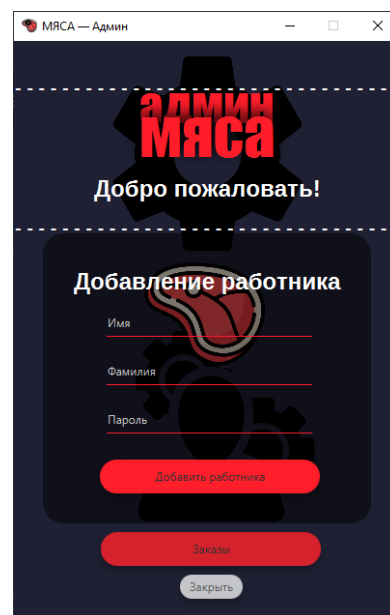 МЯСА — Админ
админ
мяса
Добро пожаловать!
Добавление работника
Имя
Фамилия
Пароль
Добавить работника
Заказы
Закрыть